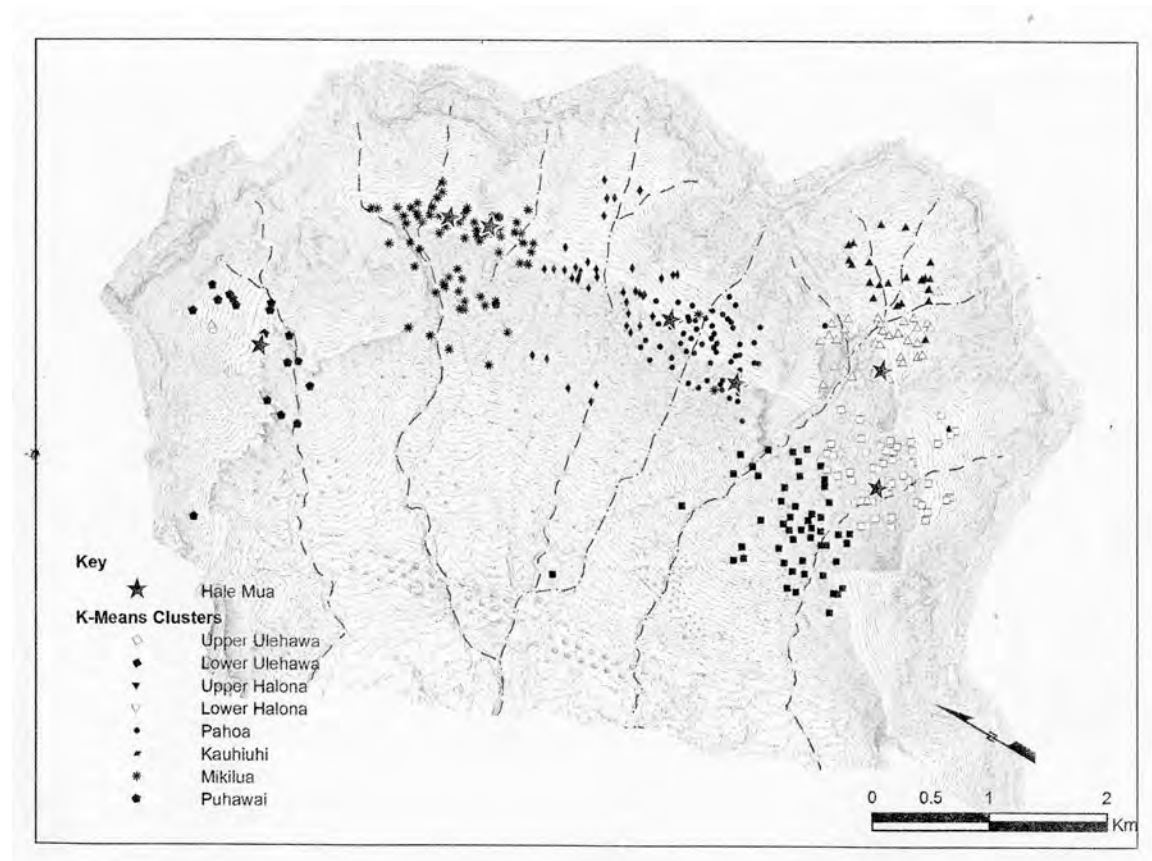 Key
Hale Mua
K-Means Clusters
Upper Ulehawa
Lower Ulehawa
Upper Halona
Lower Halona
Pahoa
Kauhiuhi
Mikilua
Puhawai
0 0.5 1 2
Km